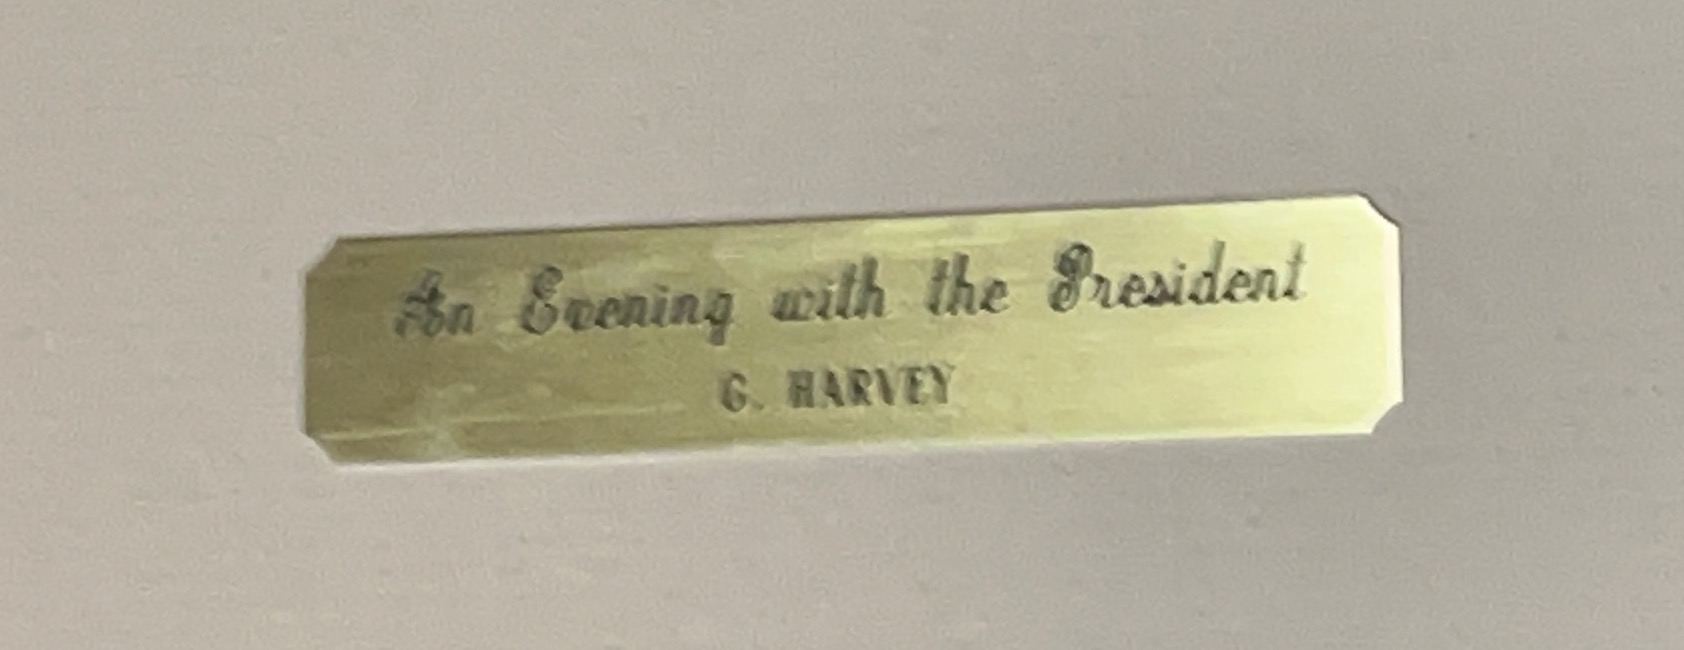 An Evening with the President
G. HARVEY